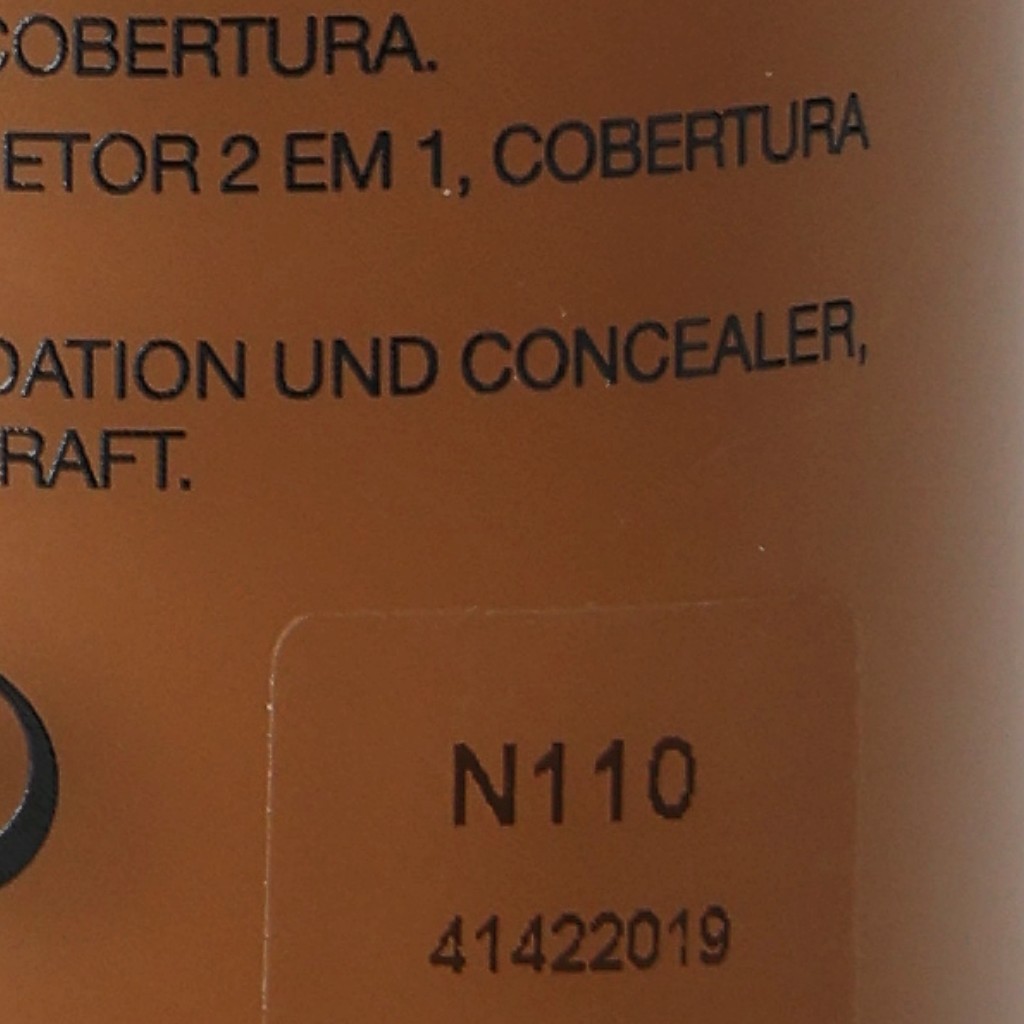 COBERTURA.
ETOR 2 EM 1, COBERTURA
DATION UND CONCEALER,
RAFT.
N110
41422019